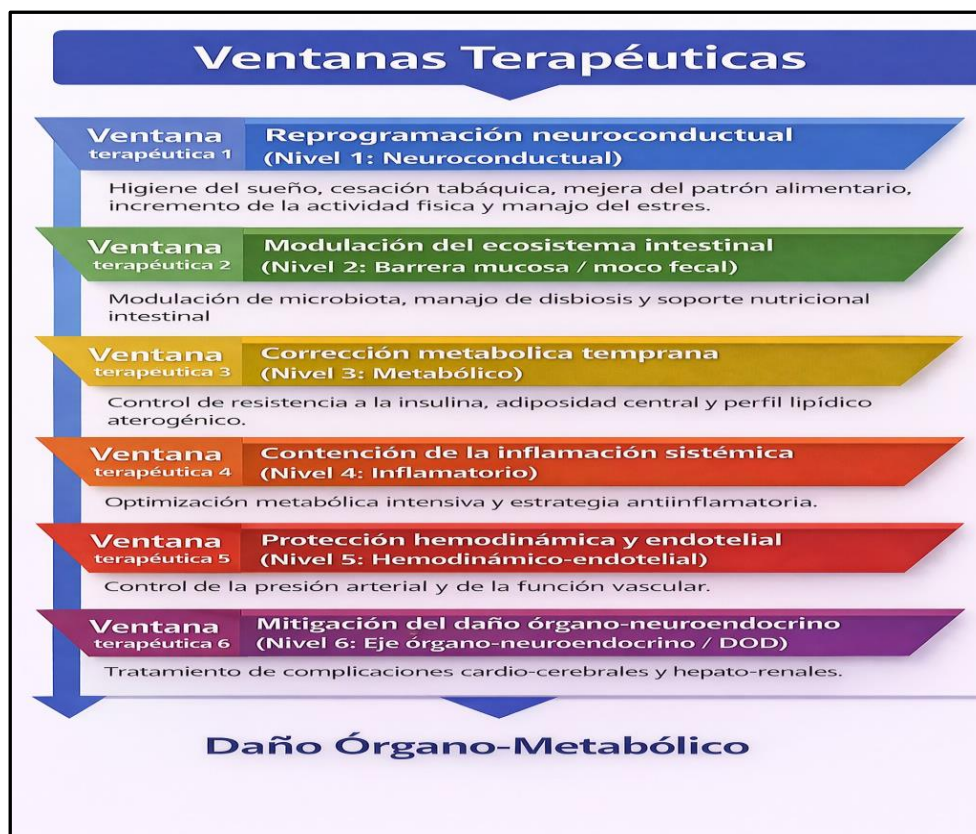 Ventanas Terapéuticas
Ventana terapéutica 1
Reprogramación neuroconductual
(Nivel 1: Neuroconductual)
Higiene del sueño, cesación tabáquica, mejera del patrón alimentario,
incremento de la actividad fisica y manajo del estres.
Ventana terapéutica 2
Modulación del ecosistema intestinal
(Nivel 2: Barrera mucosa / moco fecal)
Modulación de microbiota, manajo de disbiosis y soporte nutricional
intestinal
Ventana terapeutica 3
Corrección metabolica temprana
(Nivel 3: Metabólico)
Control de resistencia a la insulina, adiposidad central y perfil lipídico
aterogénico.
Ventana terapéutica 4
Contención de la inflamación sistémica
(Nivel 4: Inflamatorio)
Optimización metabólica intensiva y estrategia antiinflamatoria.
Ventana terapéutica 5
Protección hemodinámica y endotelial
(Nivel 5: Hemodinámico-endotelial)
Control de la presión arterial y de la función vascular.
Ventana terapéutica 6
Mitigación del daño órgano-neuroendocrino
(Nivel 6: Eje órgano-neuroendocrino / DOD)
Tratamiento de complicaciones cardio-cerebrales y hepato-renales.
Daño Órgano-Metabólico